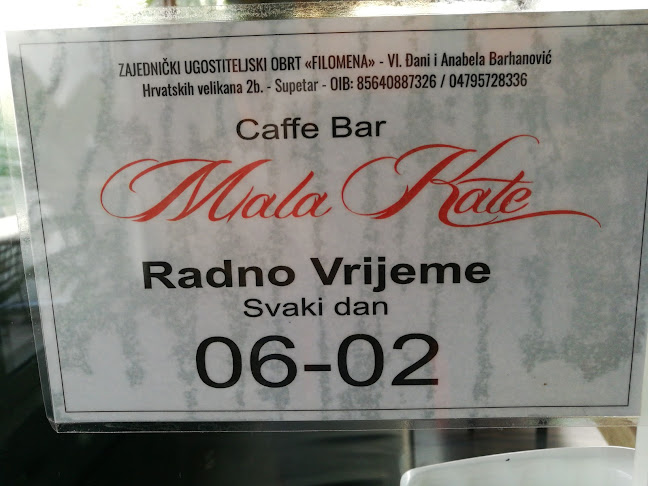 ZAJEDNIČKI UGOSTITELJSKI OBRT «FILOMENA» - Vl. Đani i Anabela Barhanović
Hrvatskih velikana 2b. - Supetar - OIB: 85640887326 / 04795728336
Caffe Bar
Mala Kate
Radno Vrijeme
Svaki dan
06-02